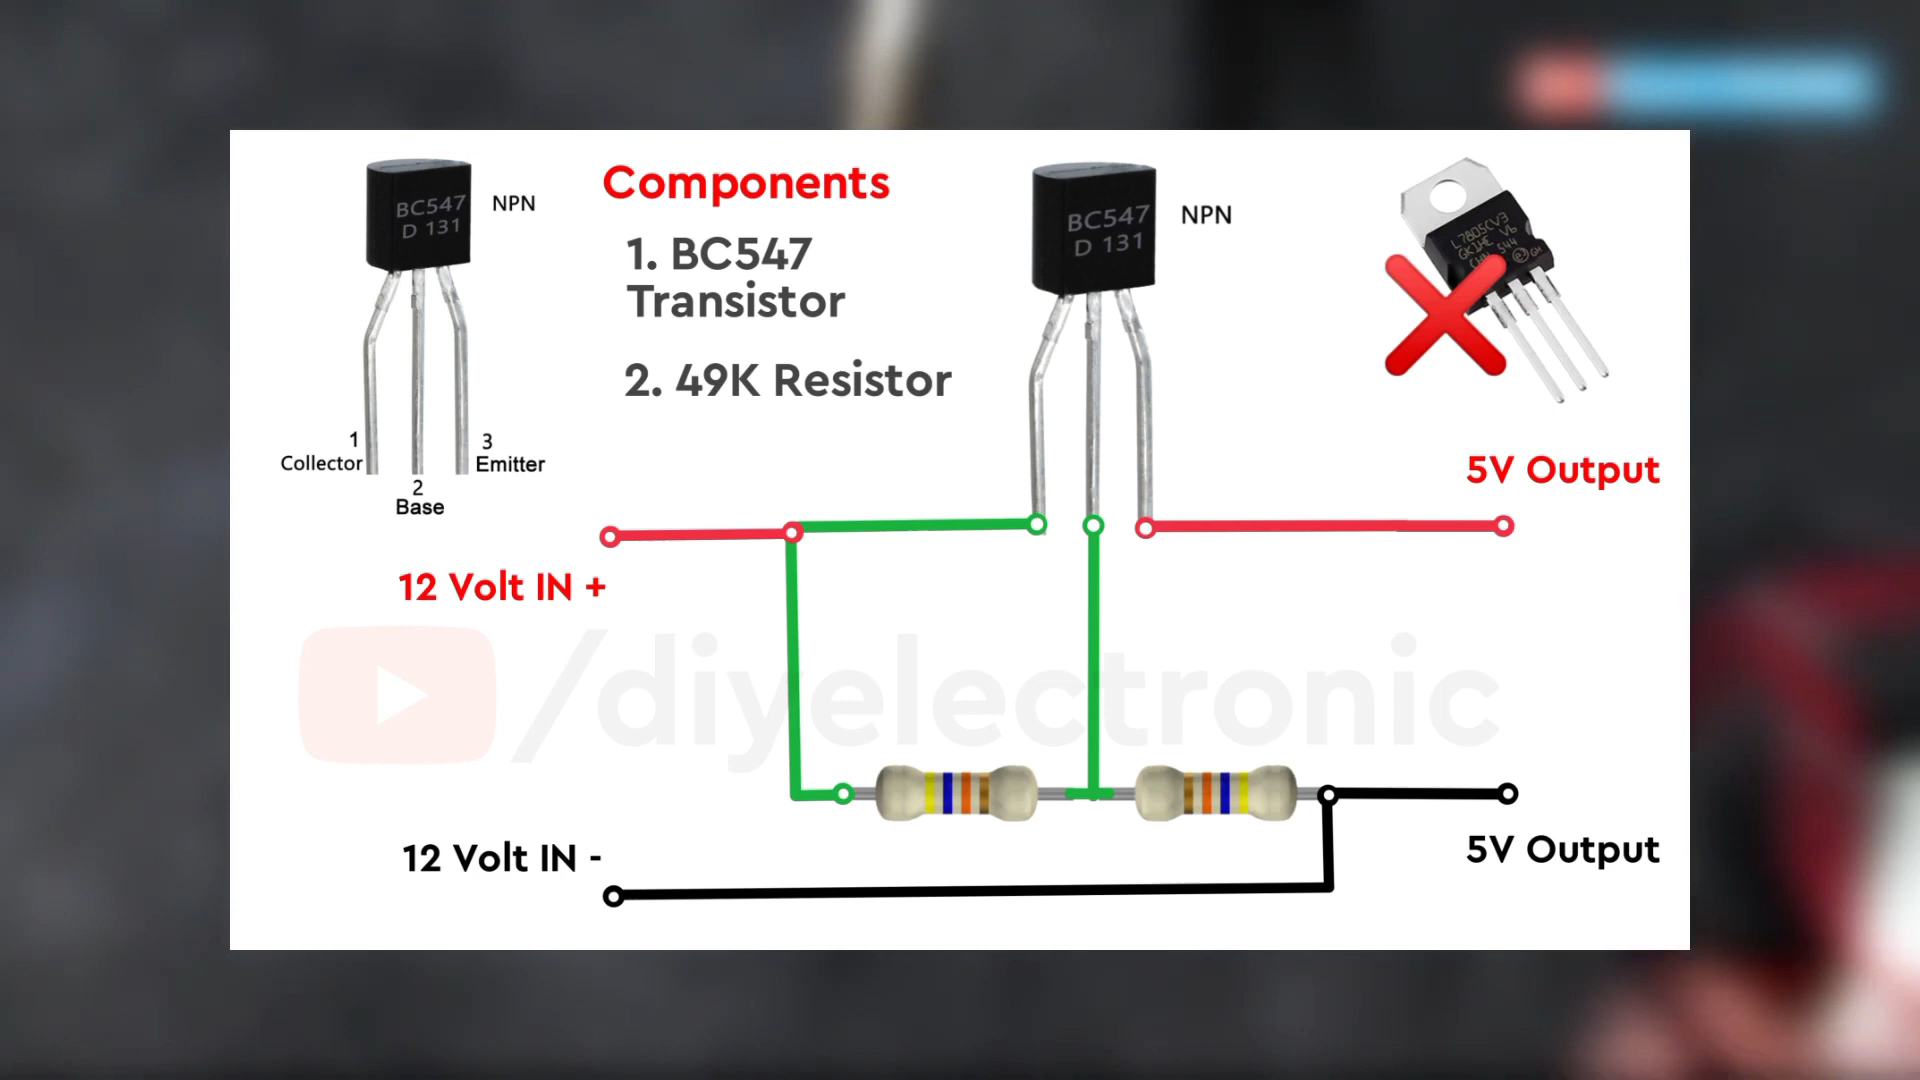 BC547
D 131
NPN
1
Collector
2
Base
3
Emitter
Components
1. BC547
Transistor
2. 49K Resistor
BC547
D 131
NPN
L7805CV3
5V Output
12 Volt IN +
/diyelectronic
12 Volt IN -
5V Output